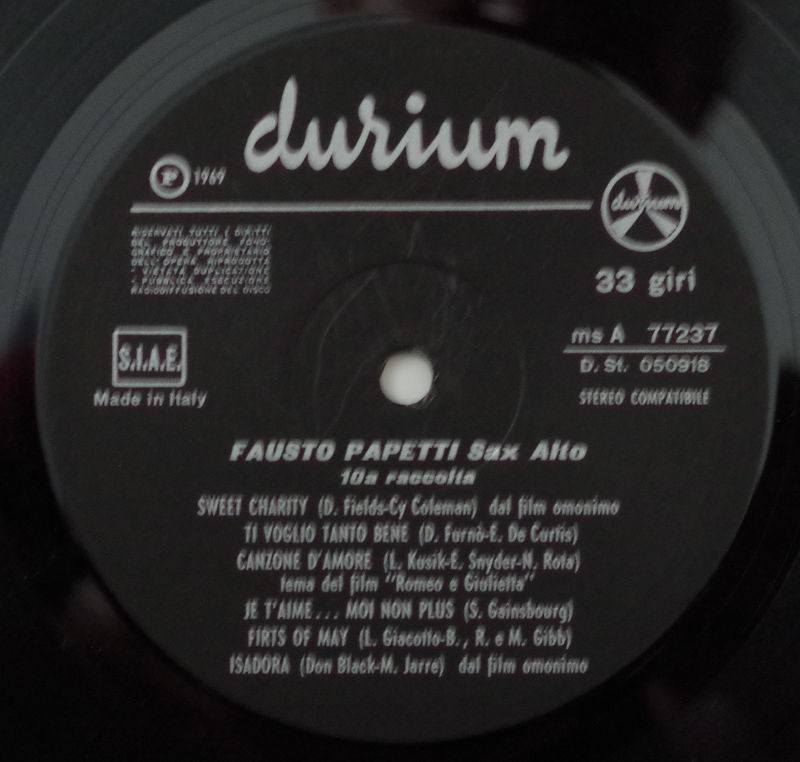 durium
P 1969
durium
RISERVATI TUTTI I DIRITTI
DEL PRODUTTORE FONO-
GRAFICO E PROPRIETARIO
DELL'OPERA RIPRODOTTA
- VIETATA DUPLICAZIONE
- PUBBLICA ESECUZIONE
RADIODIFFUSIONE DEL DISCO
33 giri
S.I.A.E.
Made in Italy
ms A 77237
D. St. 050918
STEREO COMPATIBILE
FAUSTO PAPETTI Sax Alto
10a raccolta
SWEET CHARITY (D. Fields-Cy Coleman) dal film omonimo
TI VOGLIO TANTO BENE (D. Furnò-E. De Curtis)
CANZONE D'AMORE (L. Kusik-E. Snyder-N. Rota)
tema del film "Romeo e Giulietta"
JE T'AIME... MOI NON PLUS (S. Gainsbourg)
FIRTS OF MAY (L. Giacotto-B., R. e M. Gibb)
ISADORA (Don Black-M. Jarre) dal film omonimo